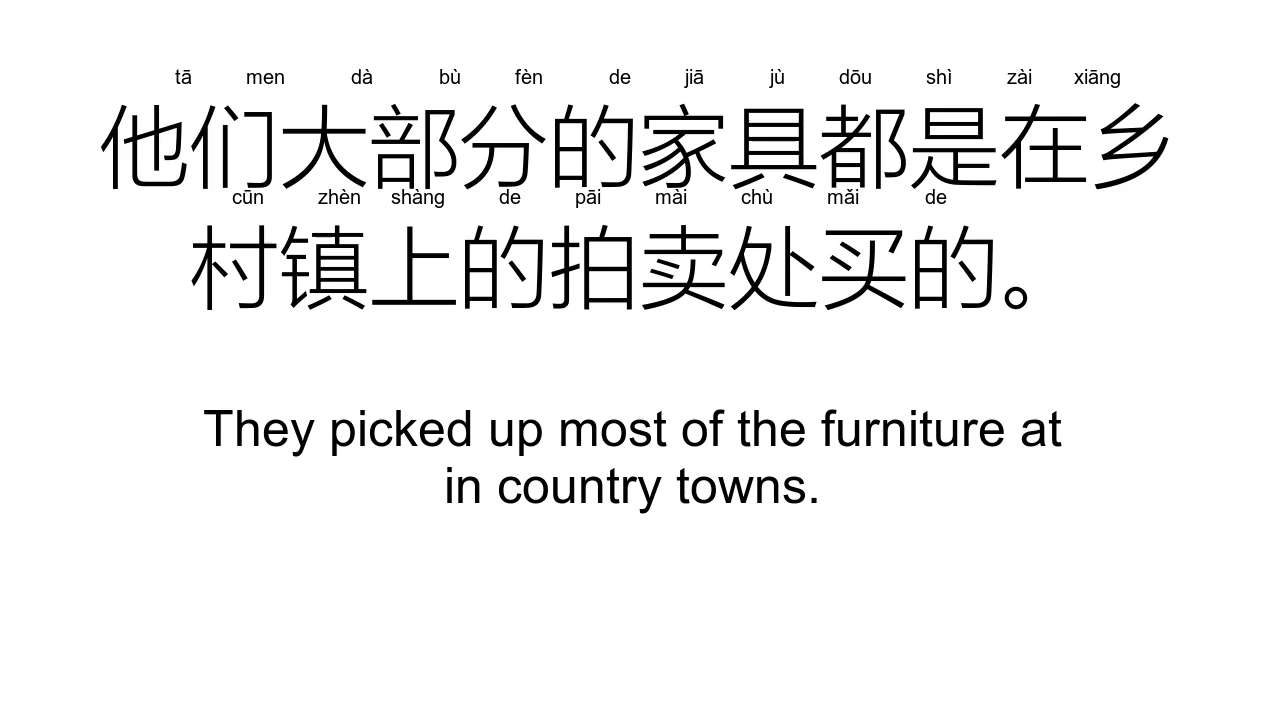 tā men dà bù fèn de jiā jù dōu shì zài xiāng
他们大部分的家具都是在乡
cūn zhèn shàng de pāi mài chù mǎi de
村镇上的拍卖处买的。
They picked up most of the furniture at
in country towns.